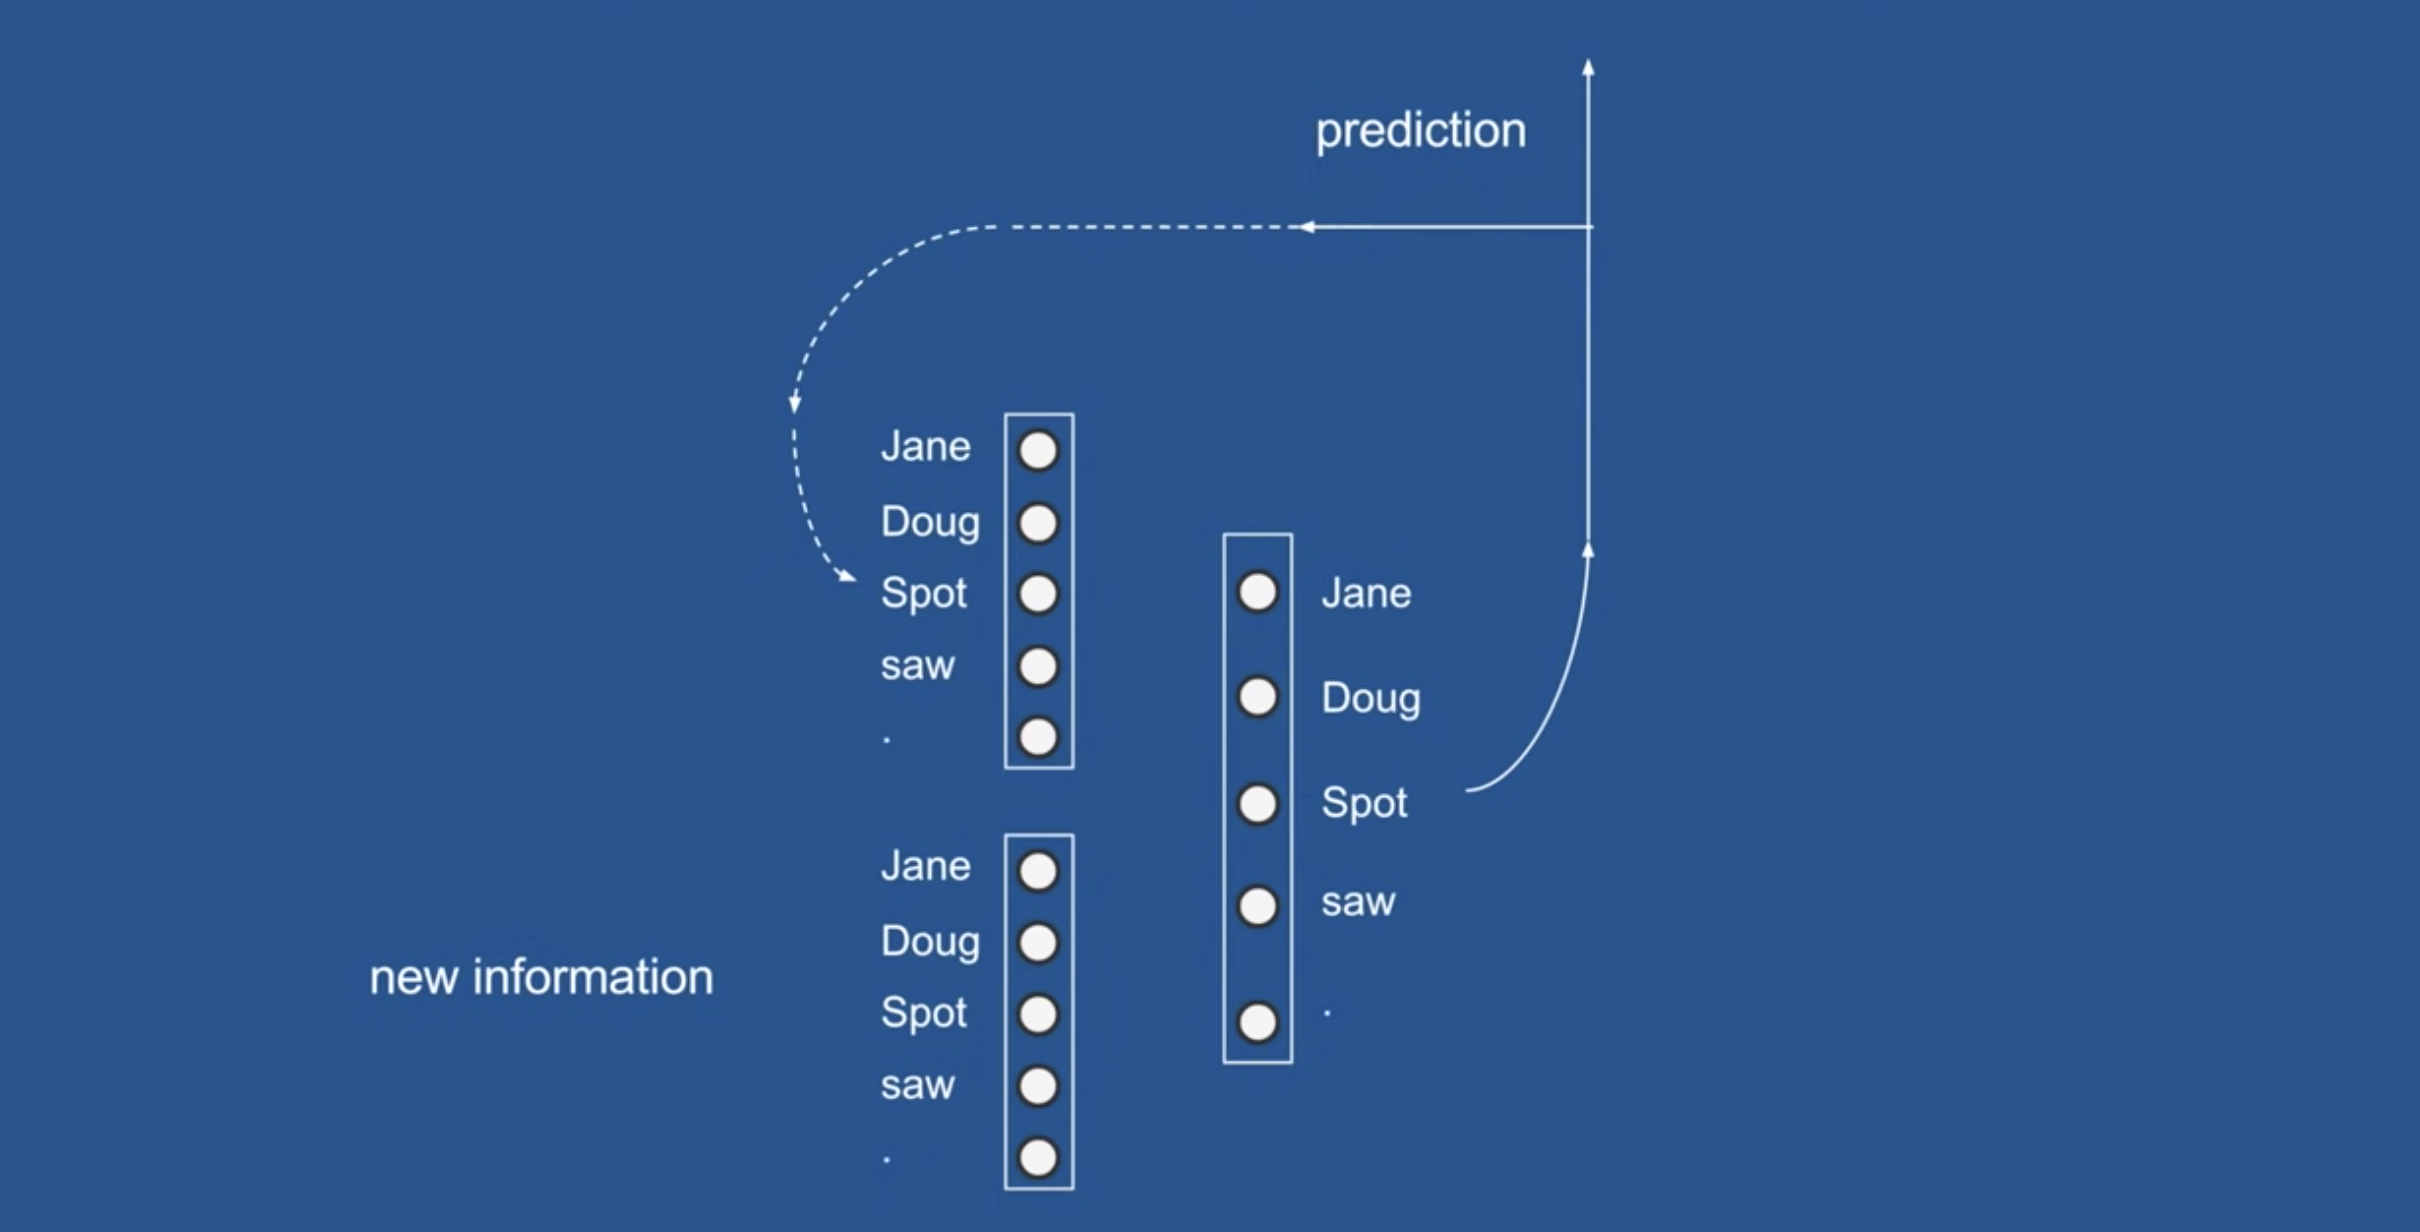 prediction
Jane
Doug
Spot
saw
.
Jane
Doug
Spot
saw
.
new information
Jane
Doug
Spot
saw
.